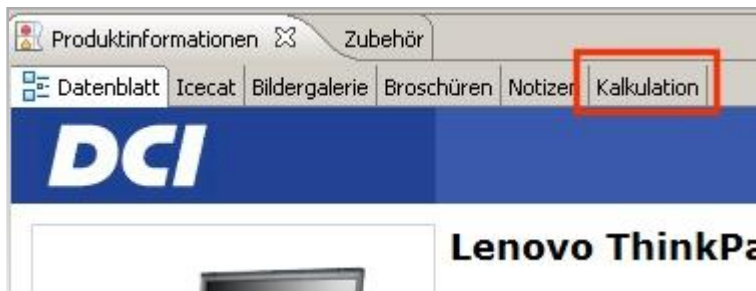 Produktinformationen Zubehör
Datenblatt Icecat Bildergalerie Broschüren Notizen Kalkulation
DCI
Lenovo ThinkPa